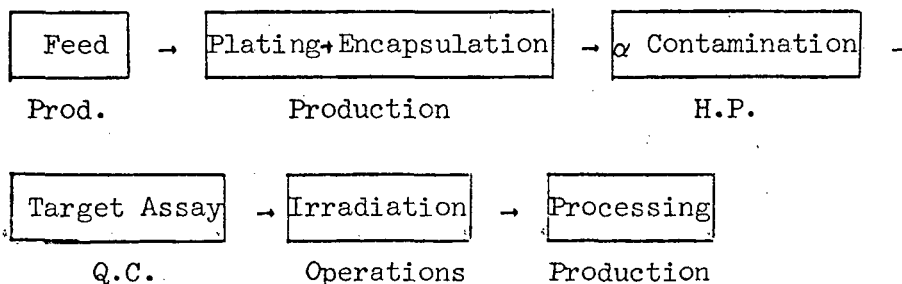 Feed → Plating+Encapsulation → α Contamination -
Prod. Production H.P.
Target Assay → Irradiation → Processing
Q.C. Operations Production